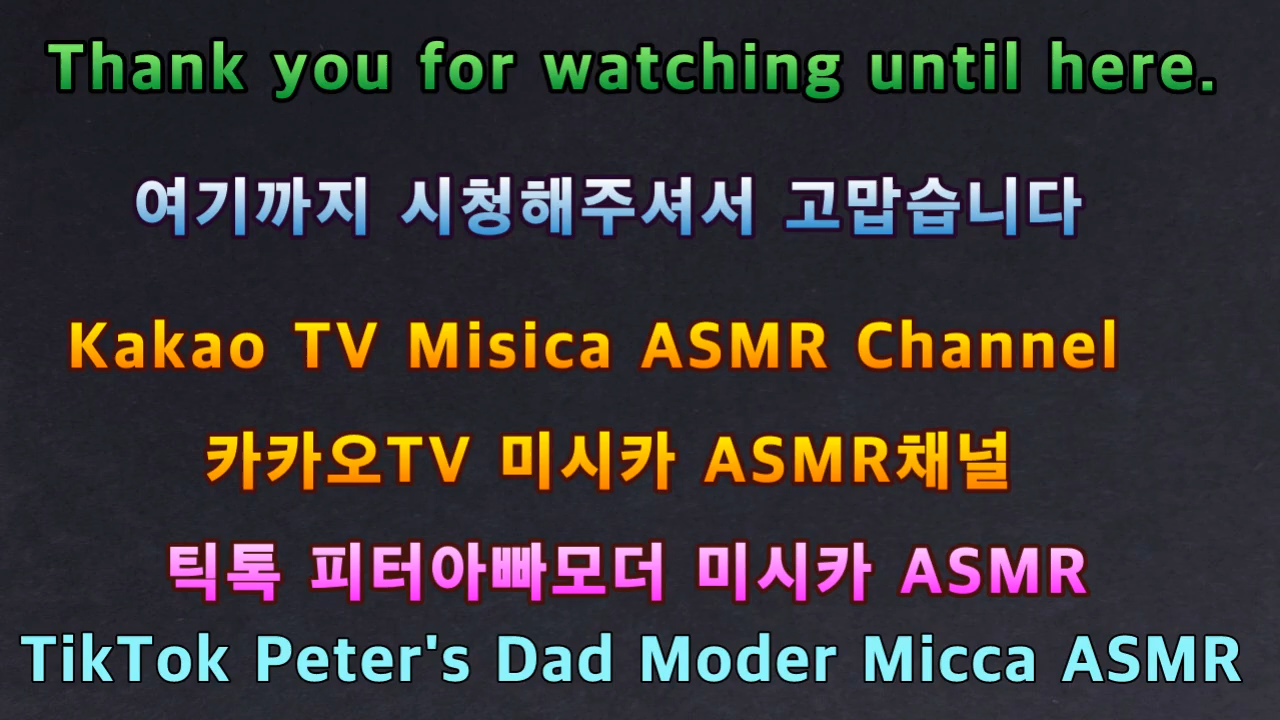 Thank you for watching until here.
여기까지 시청해주셔서 고맙습니다
Kakao TV Misica ASMR Channel
카카오TV 미시카 ASMR채널
틱톡 피터아빠모더 미시카 ASMR
TikTok Peter's Dad Moder Micca ASMR